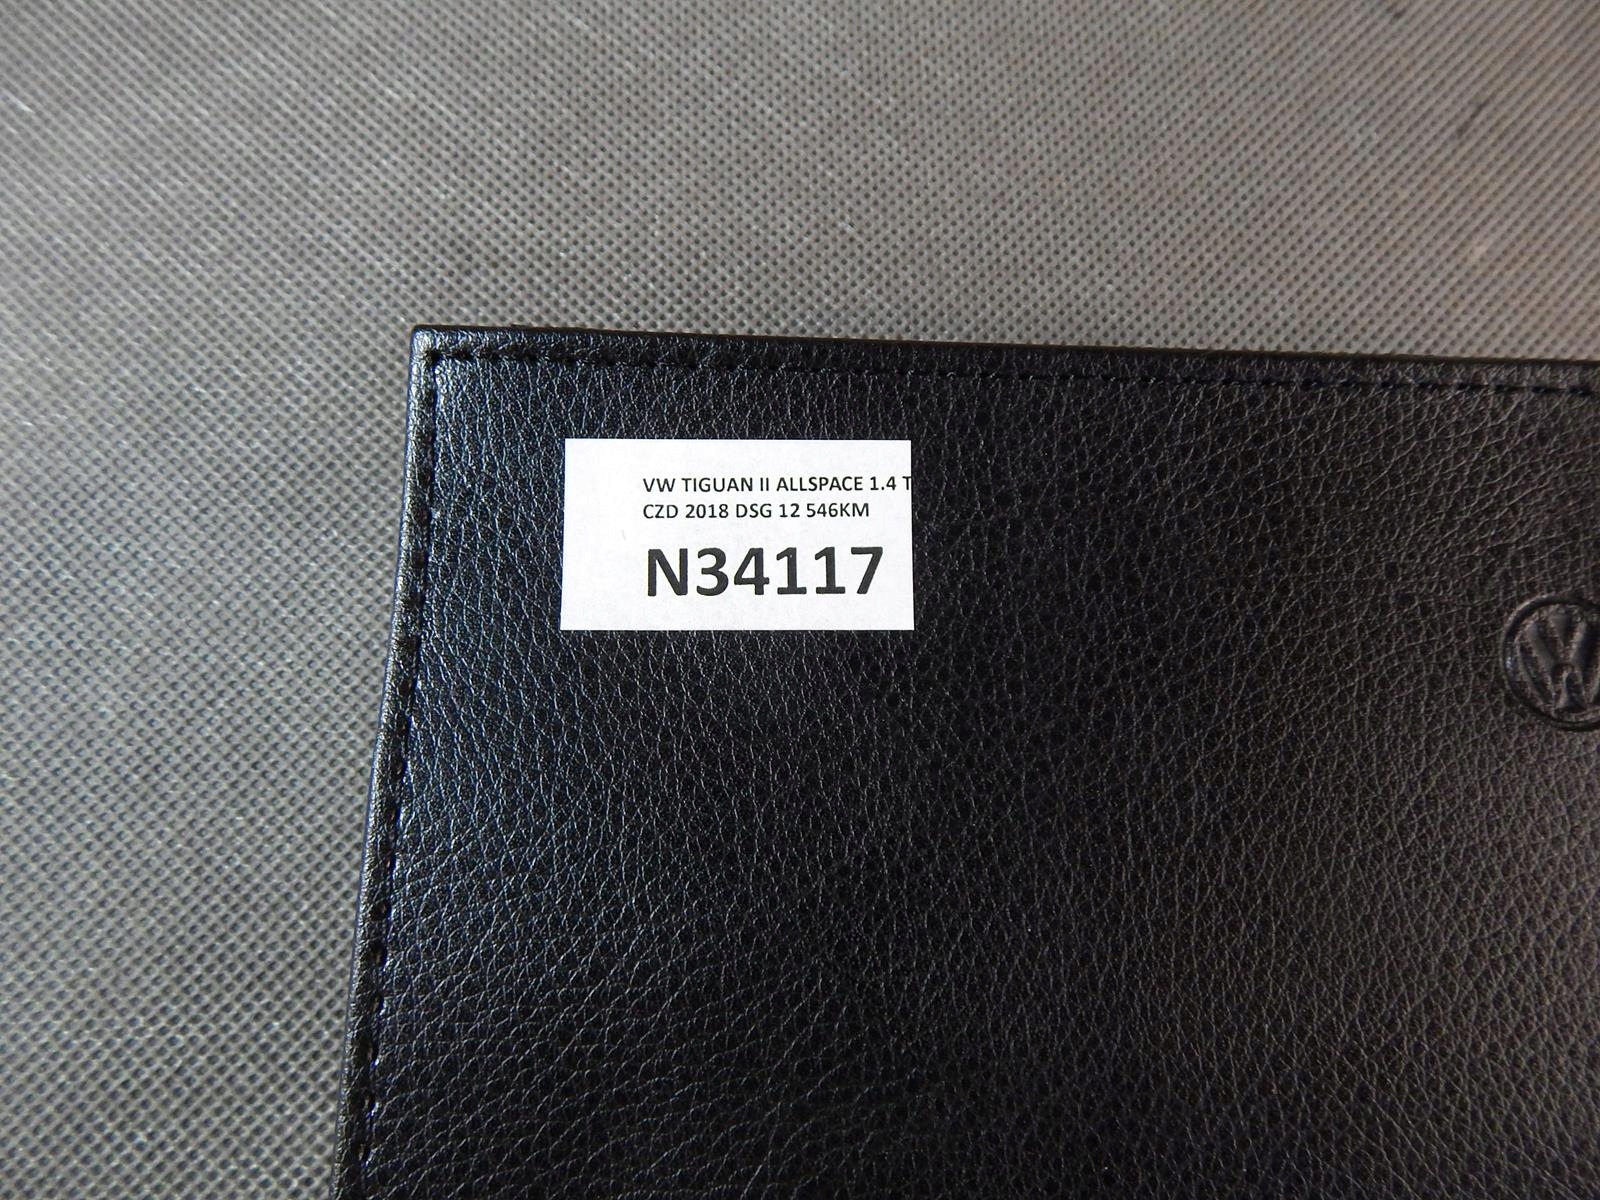 VW TIGUAN II ALLSPACE 1.4 T
CZD 2018 DSG 12 546KM
N34117